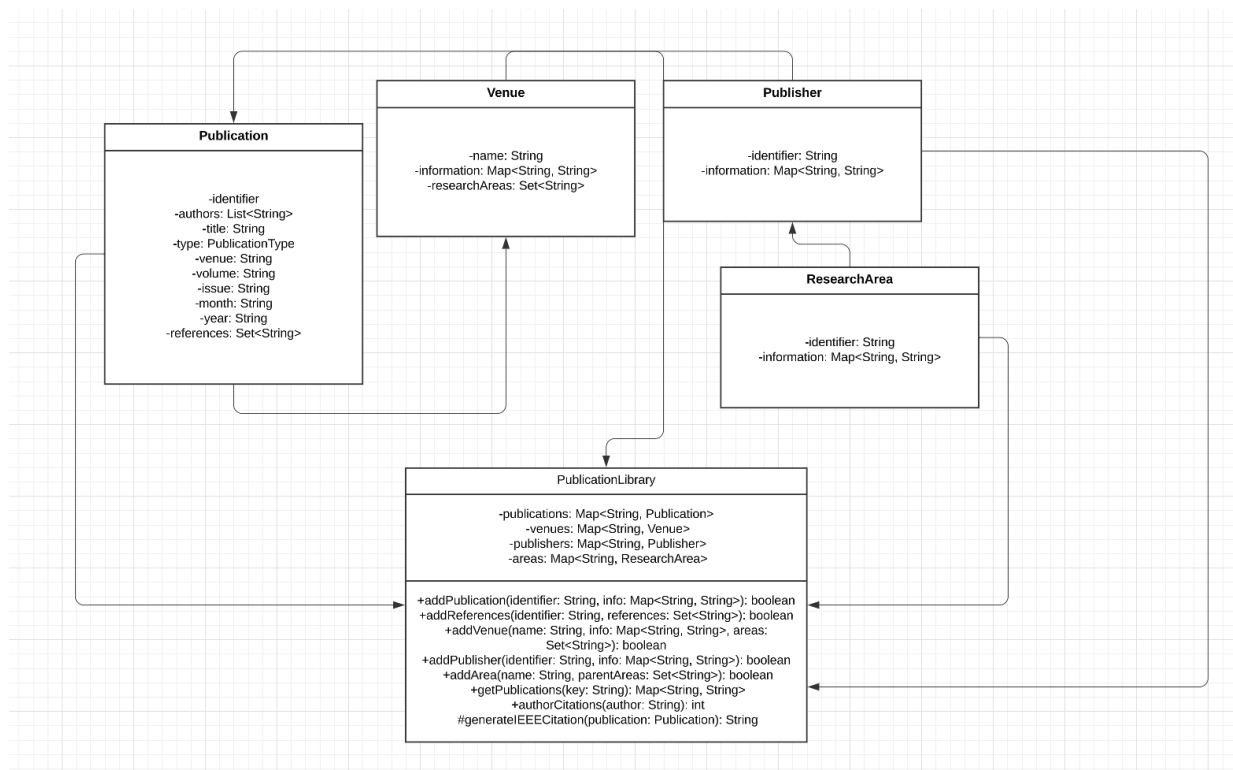 Venue
-name: String
-information: Map<String, String>
-researchAreas: Set<String>
Publisher
-identifier: String
-information: Map<String, String>
Publication
-identifier
-authors: List<String>
-title: String
-type: PublicationType
-venue: String
-volume: String
-issue: String
-month: String
-year: String
-references: Set<String>
ResearchArea
-identifier: String
-information: Map<String, String>
PublicationLibrary
-publications: Map<String, Publication>
-venues: Map<String, Venue>
-publishers: Map<String, Publisher>
-areas: Map<String, ResearchArea>
+addPublication(identifier: String, info: Map<String, String>): boolean
+addReferences(identifier: String, references: Set<String>): boolean
+addVenue(name: String, info: Map<String, String>, areas:
Set<String>): boolean
+addPublisher(identifier: String, info: Map<String, String>): boolean
+addArea(name: String, parentAreas: Set<String>): boolean
+getPublications(key: String): Map<String, String>
+authorCitations(author: String): int
#generateIEEECitation(publication: Publication): String